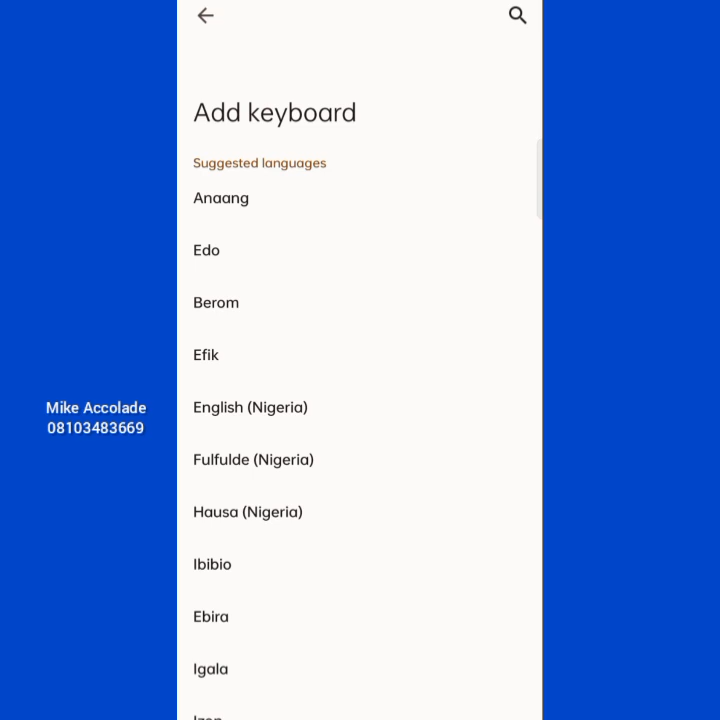 Add keyboard
Suggested languages
Anaang
Edo
Berom
Efik
English (Nigeria)
Fulfulde (Nigeria)
Hausa (Nigeria)
Ibibio
Ebira
Igala
Mike Accolade
08103483669